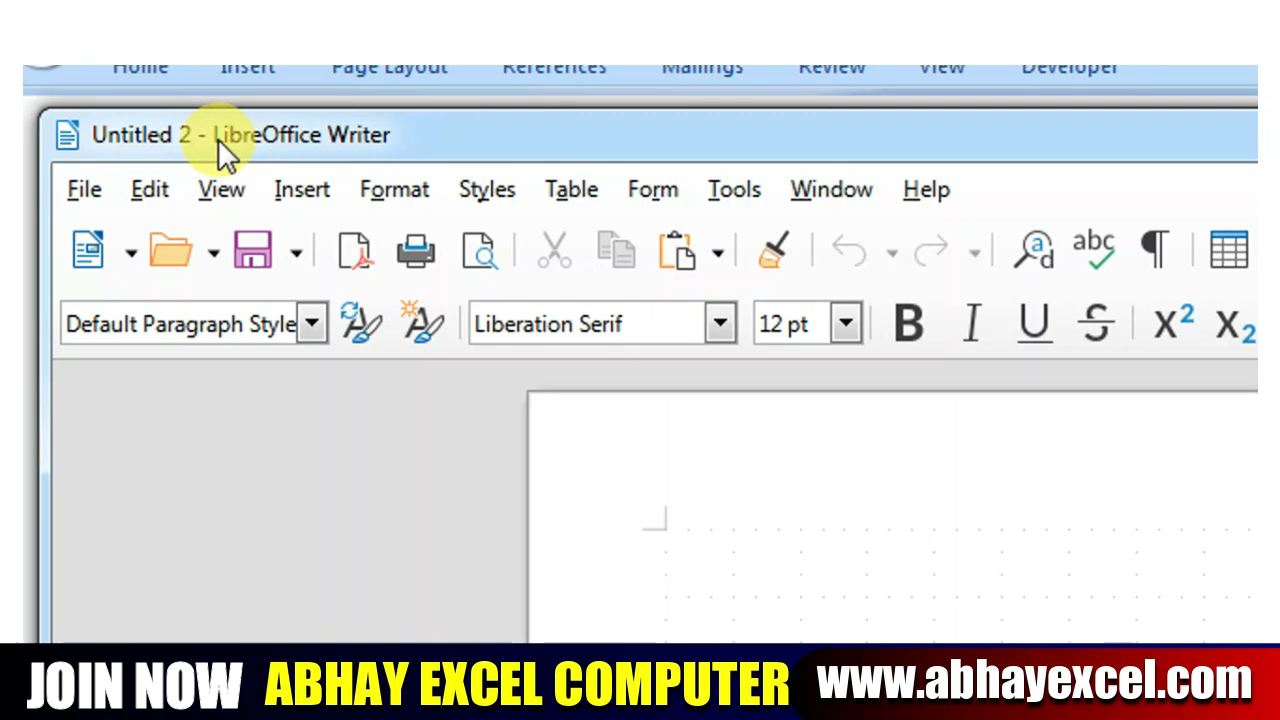 Home Insert Page Layout References Mailings Review View Developer
Untitled 2 - LibreOffice Writer
File Edit View Insert Format Styles Table Form Tools Window Help
abc
Default Paragraph Style Liberation Serif 12 pt B I U S X² X₂
JOIN NOW ABHAY EXCEL COMPUTER www.abhayexcel.com